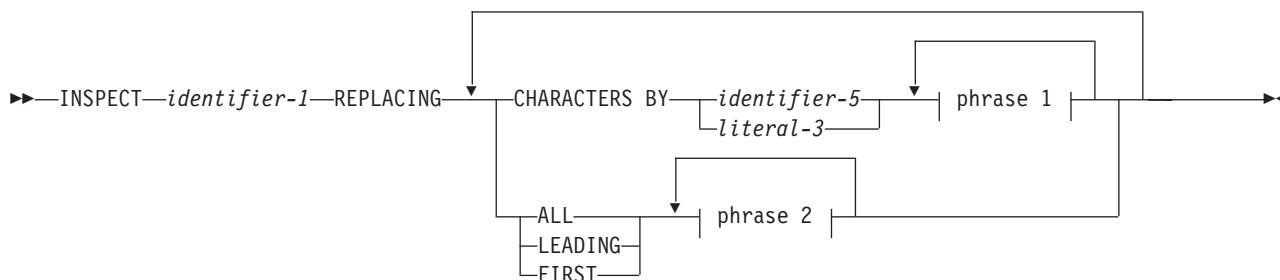 INSPECT identifier-1 REPLACING CHARACTERS BY identifier-5 phrase 1
literal-3
ALL phrase 2
LEADING
FIRST